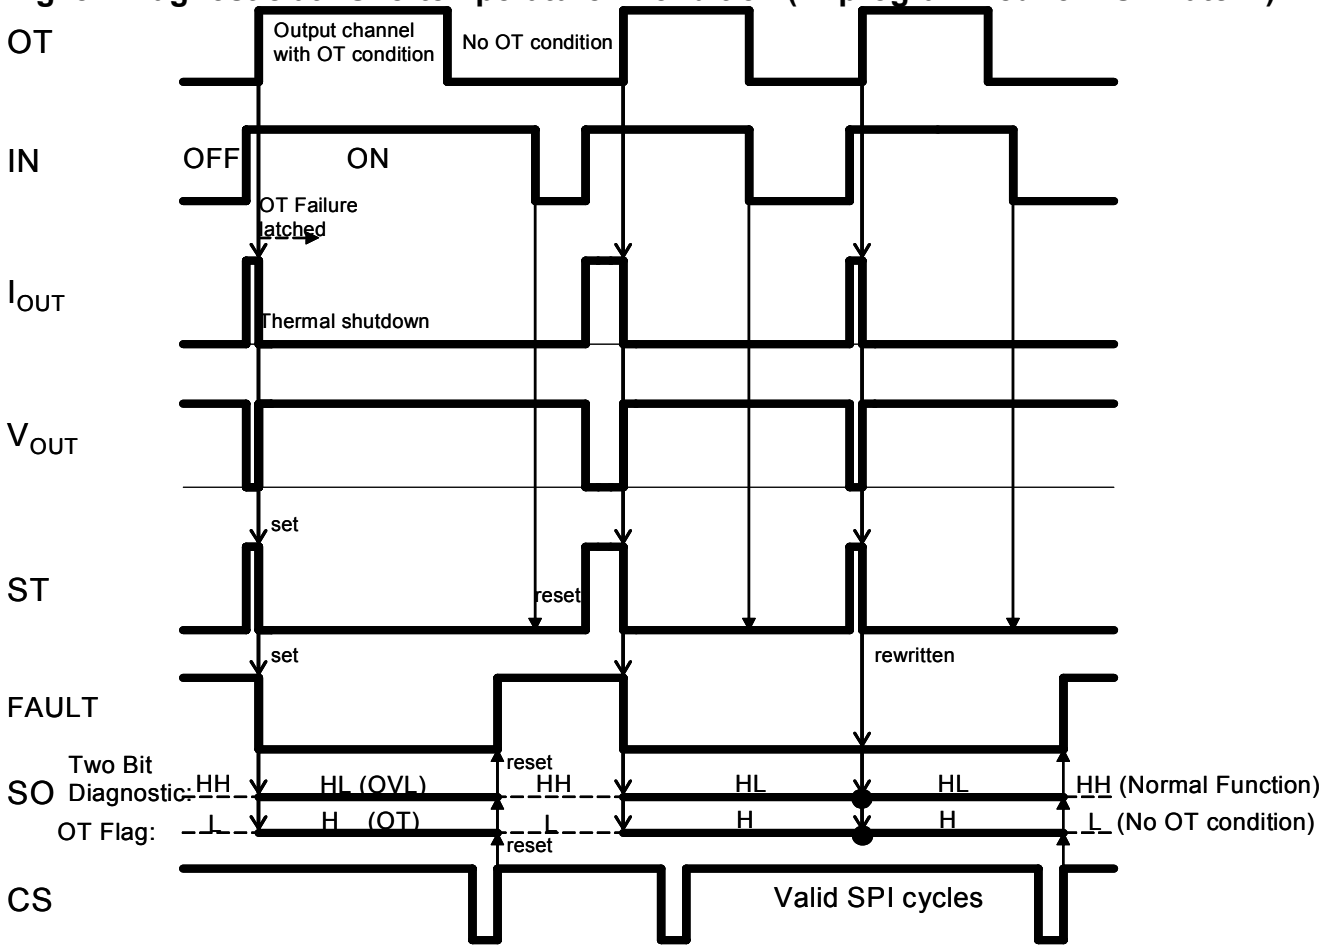 OT
Output channel
with OT condition
No OT condition
IN
OFF
ON
OT Failure
latched
IOUT
Thermal shutdown
VOUT
set
ST
reset
set
rewritten
FAULT
reset
Two Bit
SO Diagnostic: HH HL (OVL) HH HL HL HH (Normal Function)
OT Flag: L H (OT) L H H L (No OT condition)
reset
CS
Valid SPI cycles